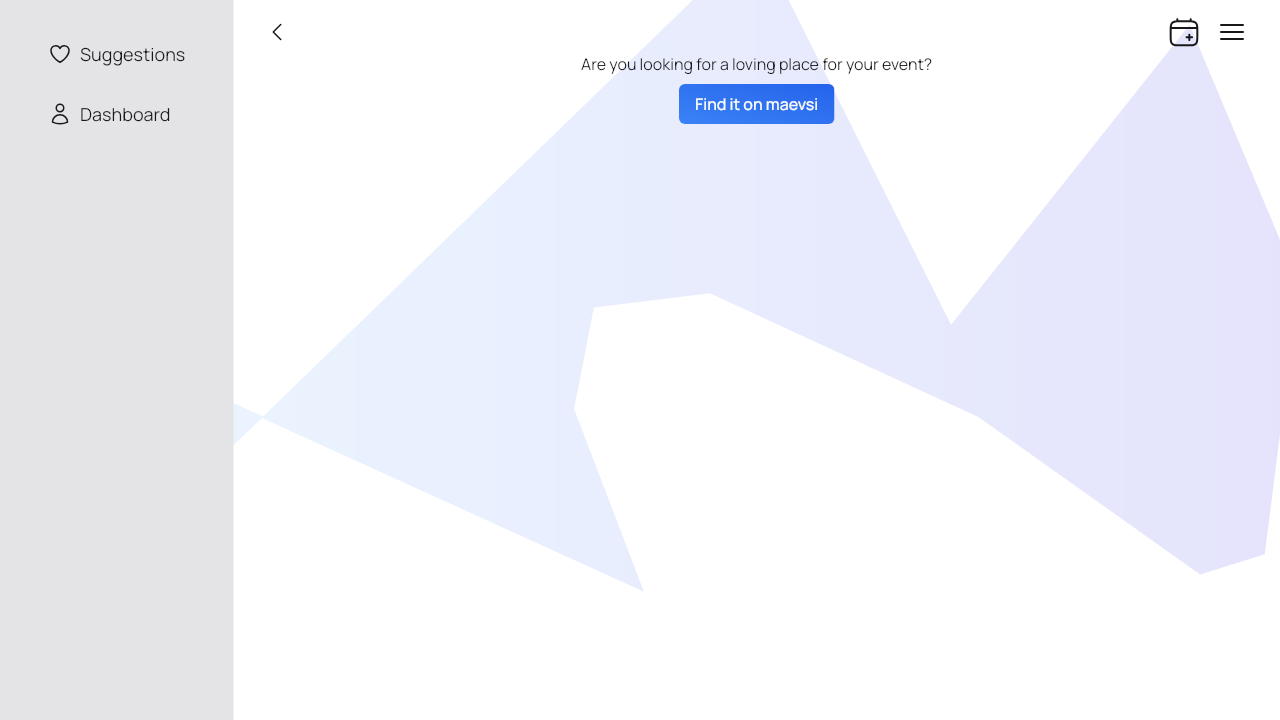 Suggestions
Dashboard
Are you looking for a loving place for your event?
Find it on maevsi